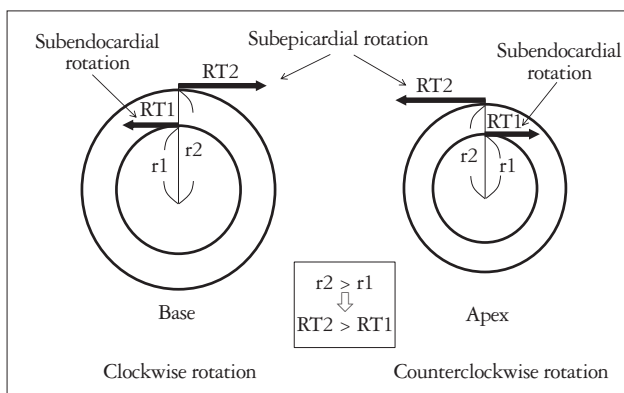 Subendocardial
rotation
Subepicardial rotation
Subendocardial
rotation
RT2
RT2
RT1
RT1
r2
r1
r2
r1
r2 > r1
RT2 > RT1
Base
Apex
Clockwise rotation
Counterclockwise rotation